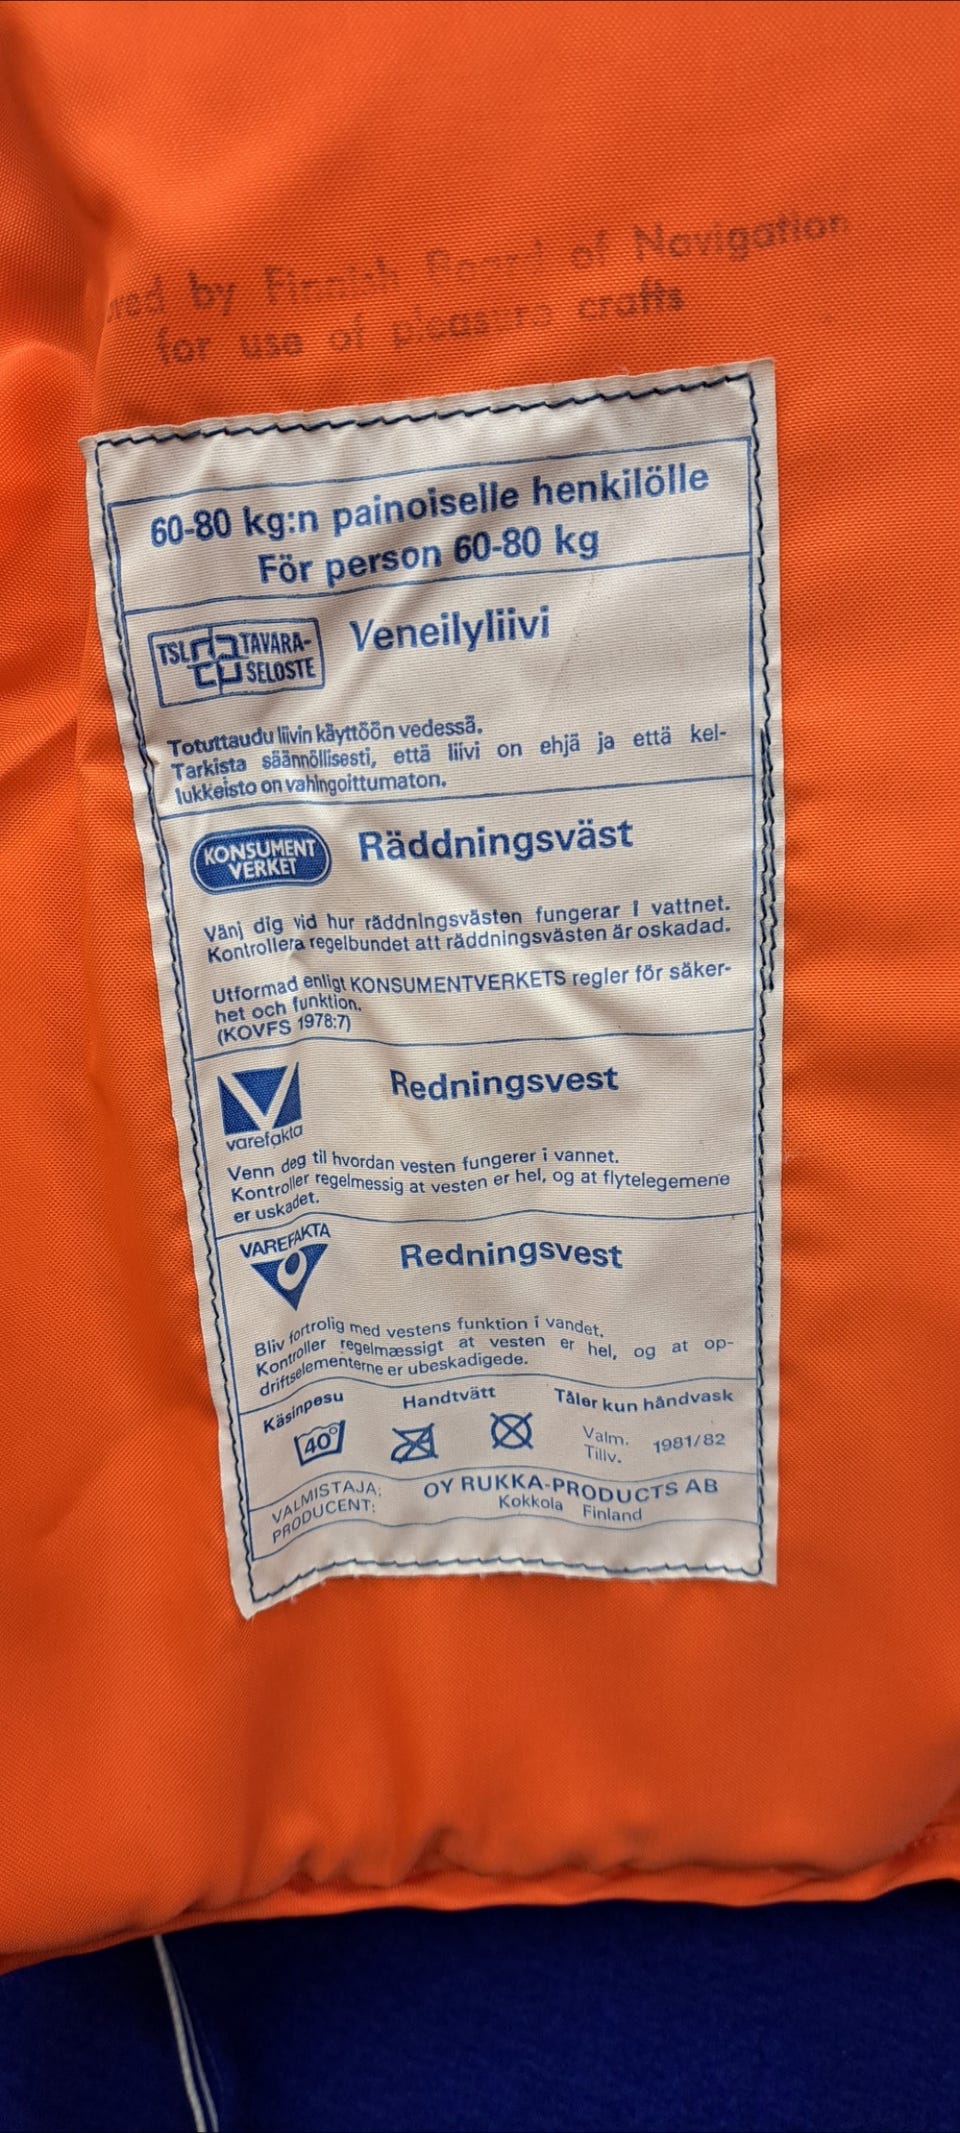 by Finnish Board of Navigation
for use of pleasure crafts
60-80 kg:n painoiselle henkilölle
För person 60-80 kg
TSL TAVARA-
SELOSTE
Veneilyliivi
Totuttaudu liivin käyttöön vedessä.
Tarkista säännöllisesti, että liivi on ehjä ja että kel-
lukkeisto on vahingoittumaton.
KONSUMENT
VERKET
Räddningsväst
Vänj dig vid hur räddningsvästen fungerar i vattnet.
Kontrollera regelbundet att räddningsvästen är oskadad.
Utformad enligt KONSUMENTVERKETS regler för säker-
het och funktion.
(KOVFS 1978:7)
varefakta
Redningsvest
Venn deg til hvordan vesten fungerer i vannet.
Kontroller regelmessig at vesten er hel, og at flytelegemene
er uskadet.
VAREFAKTA
Redningsvest
Bliv fortrolig med vestens funktion i vandet.
Kontroller regelmæssigt at vesten er hel, og at op-
driftselementerne er ubeskadigede.
Käsinpesu Handtvätt Tåler kun håndvask
40°
Valm.
Tillv.
1981/82
VALMISTAJA:
PRODUCENT:
OY RUKKA-PRODUCTS AB
Kokkola Finland